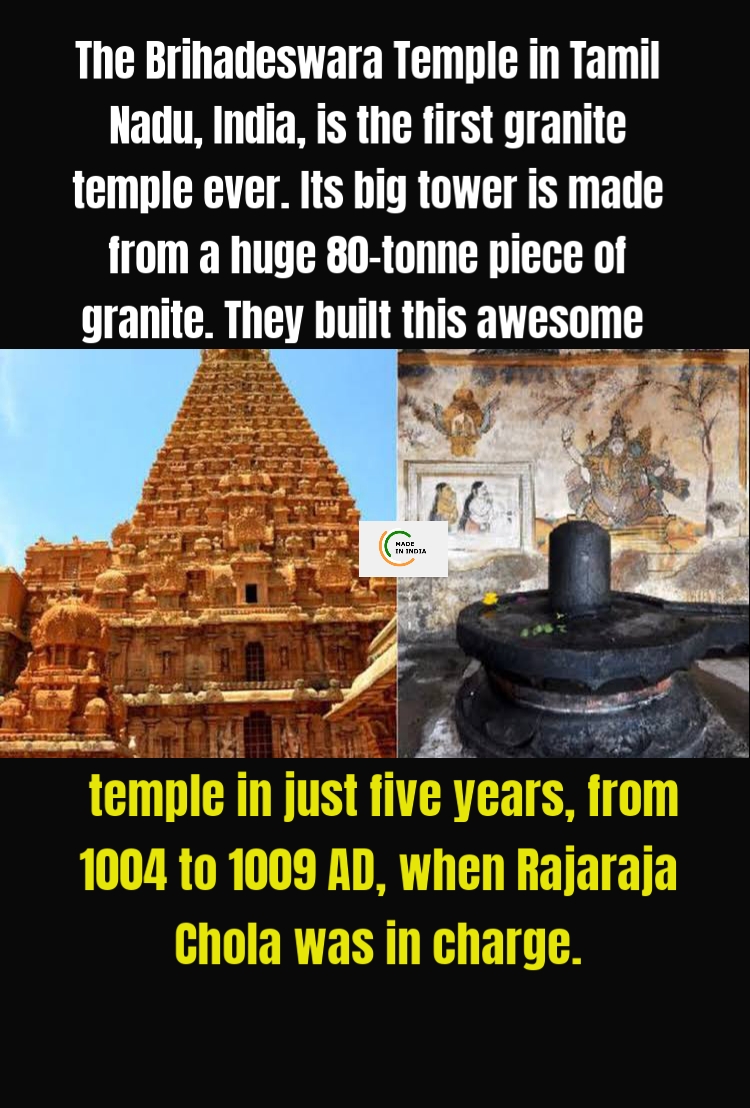 The Brihadeswara Temple in Tamil
Nadu, India, is the first granite
temple ever. Its big tower is made
from a huge 80-tonne piece of
granite. They built this awesome
MADE
IN INDIA
temple in just five years, from
1004 to 1009 AD, when Rajaraja
Chola was in charge.